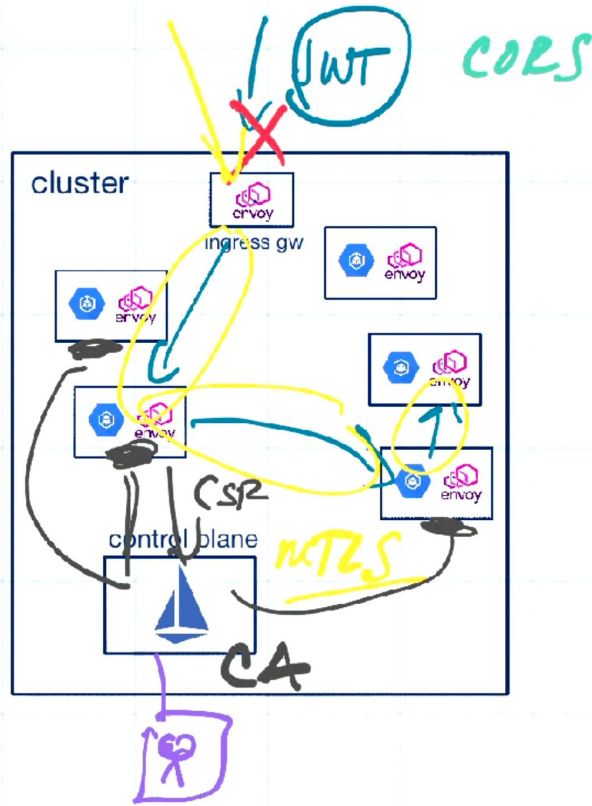 JWT
CORS
cluster
envoy
ingress gw
envoy
envoy
envoy
envoy
envoy
CSR
control plane
mTLS
CA